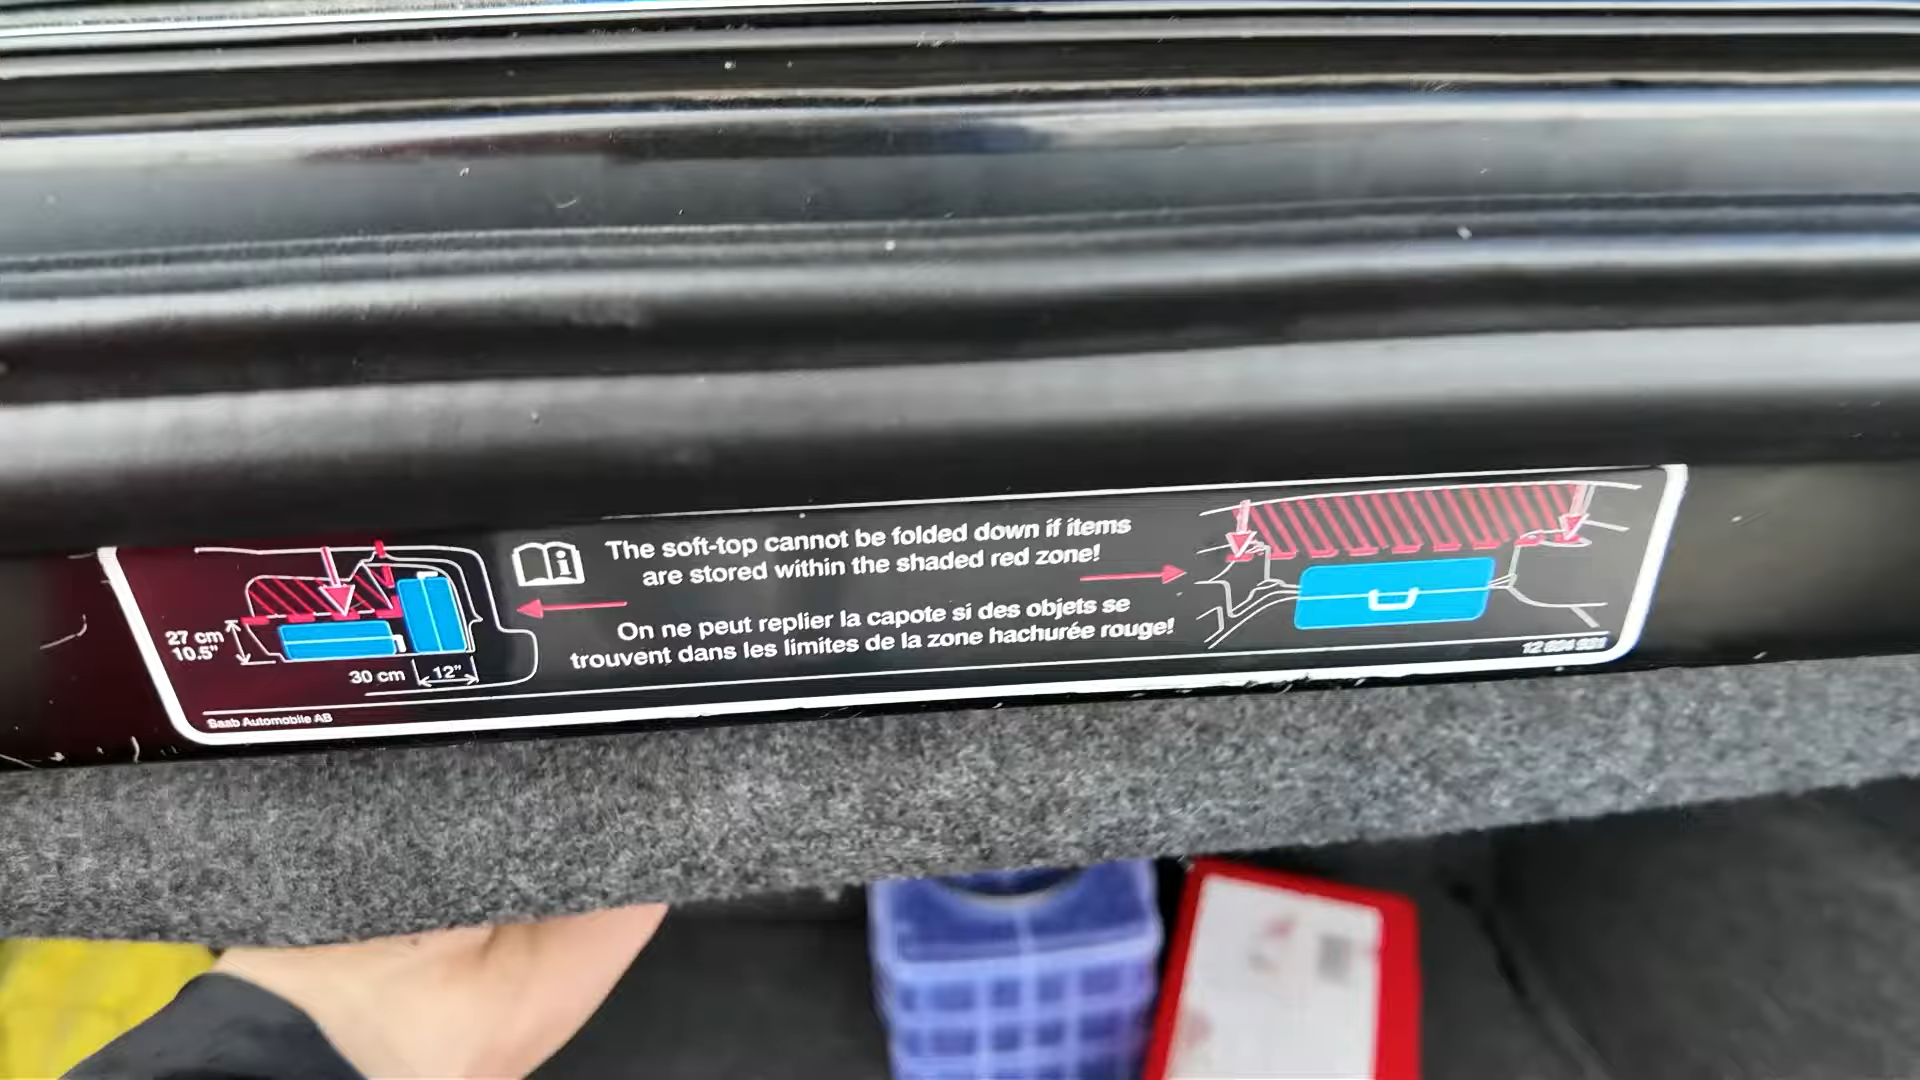 The soft-top cannot be folded down if items
are stored within the shaded red zone!
On ne peut replier la capote si des objets se
trouvent dans les limites de la zone hachurée rouge!
27 cm
10.5"
30 cm
12"
Saab Automobile AB